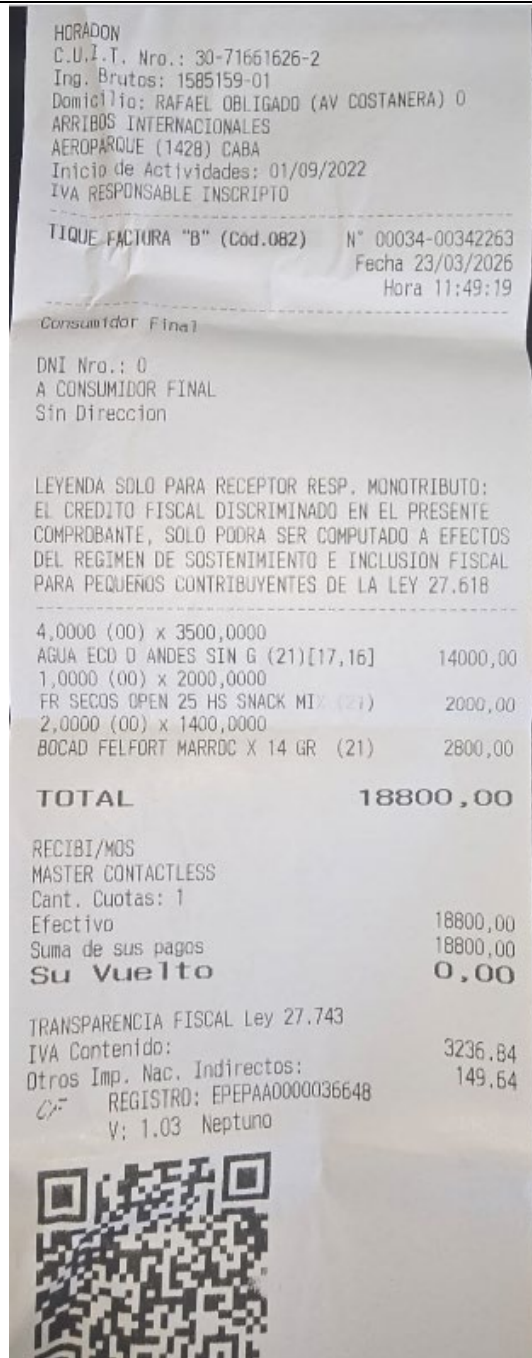 HORADON
C.U.I.T. Nro.: 30-71661626-2
Ing. Brutos: 1585159-01
Domicilio: RAFAEL OBLIGADO (AV COSTANERA) 0
ARRIBOS INTERNACIONALES
AEROPARQUE (1428) CABA
Inicio de Actividades: 01/09/2022
IVA RESPONSABLE INSCRIPTO
TIQUE FACTURA "B" (Cod.082) N° 00034-00342263
Fecha 23/03/2026
Hora 11:49:19
Consumidor Final
DNI Nro.: 0
A CONSUMIDOR FINAL
Sin Direccion
LEYENDA SOLO PARA RECEPTOR RESP. MONOTRIBUTO:
EL CREDITO FISCAL DISCRIMINADO EN EL PRESENTE
COMPROBANTE, SOLO PODRA SER COMPUTADO A EFECTOS
DEL REGIMEN DE SOSTENIMIENTO E INCLUSION FISCAL
PARA PEQUEÑOS CONTRIBUYENTES DE LA LEY 27.618
4,0000 (00) x 3500,0000
AGUA ECO D ANDES SIN G (21)[17,16] 14000,00
1,0000 (00) x 2000,0000
FR SECOS OPEN 25 HS SNACK MIX (21) 2000,00
2,0000 (00) x 1400,0000
BOCAD FELFORT MARROC X 14 GR (21) 2800,00
TOTAL 18800,00
RECIBI/MOS
MASTER CONTACTLESS
Cant. Cuotas: 1
Efectivo 18800,00
Suma de sus pagos 18800,00
Su Vuelto 0,00
TRANSPARENCIA FISCAL Ley 27.743
IVA Contenido: 3236,84
Otros Imp. Nac. Indirectos: 149,64
CF REGISTRO: EPEPAA0000036648
V: 1.03 Neptuno